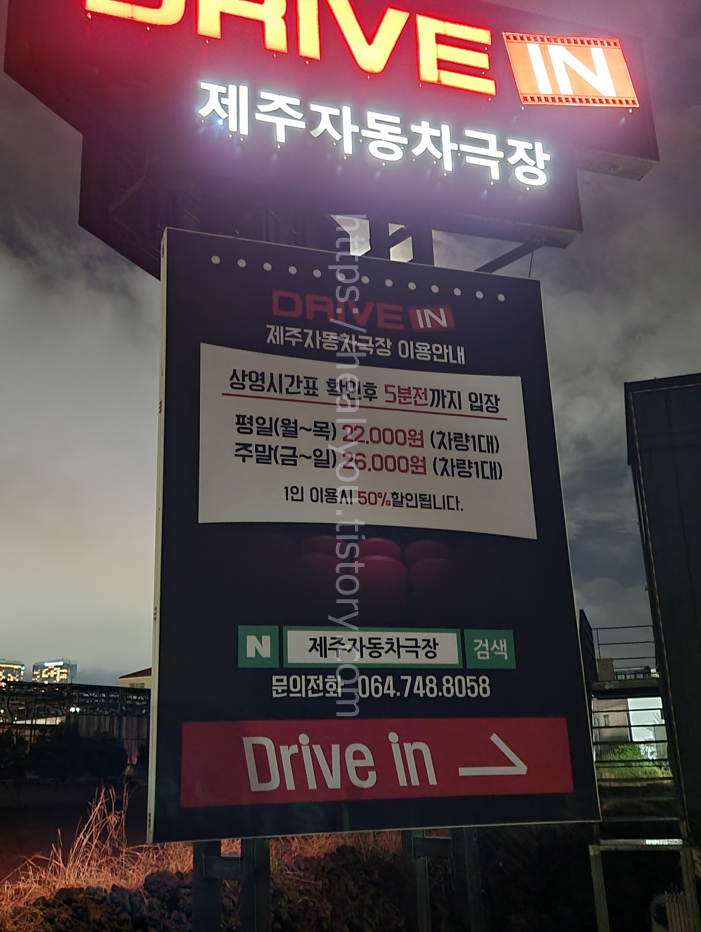 DRIVE IN
제주자동차극장
DRIVE IN
제주자동차극장 이용안내
상영시간표 확인후 5분전까지 입장
평일(월~목) 22,000원 (차량1대)
주말(금~일) 26,000원 (차량1대)
1인 이용시 50%할인됩니다.
N 제주자동차극장 검색
문의전화 064.748.8058
Drive in
https://healyou.tistory.com